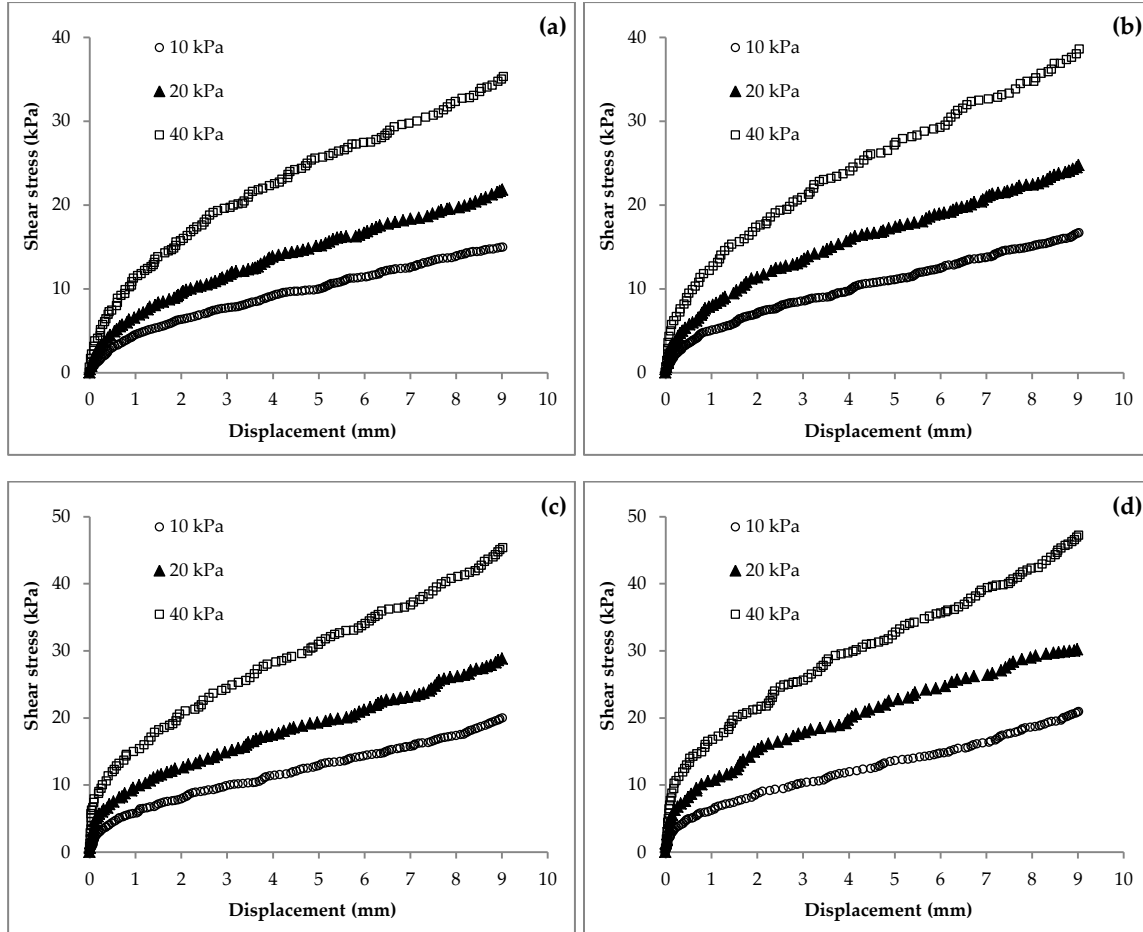 (a)
40
30
20
10
0
Shear stress (kPa)
10 kPa
20 kPa
40 kPa
0 1 2 3 4 5 6 7 8 9 10
Displacement (mm)
(b)
40
30
20
10
0
Shear stress (kPa)
10 kPa
20 kPa
40 kPa
0 1 2 3 4 5 6 7 8 9 10
Displacement (mm)
(c)
50
40
30
20
10
0
Shear stress (kPa)
10 kPa
20 kPa
40 kPa
0 1 2 3 4 5 6 7 8 9 10
Displacement (mm)
(d)
50
40
30
20
10
0
Shear stress (kPa)
10 kPa
20 kPa
40 kPa
0 1 2 3 4 5 6 7 8 9 10
Displacement (mm)